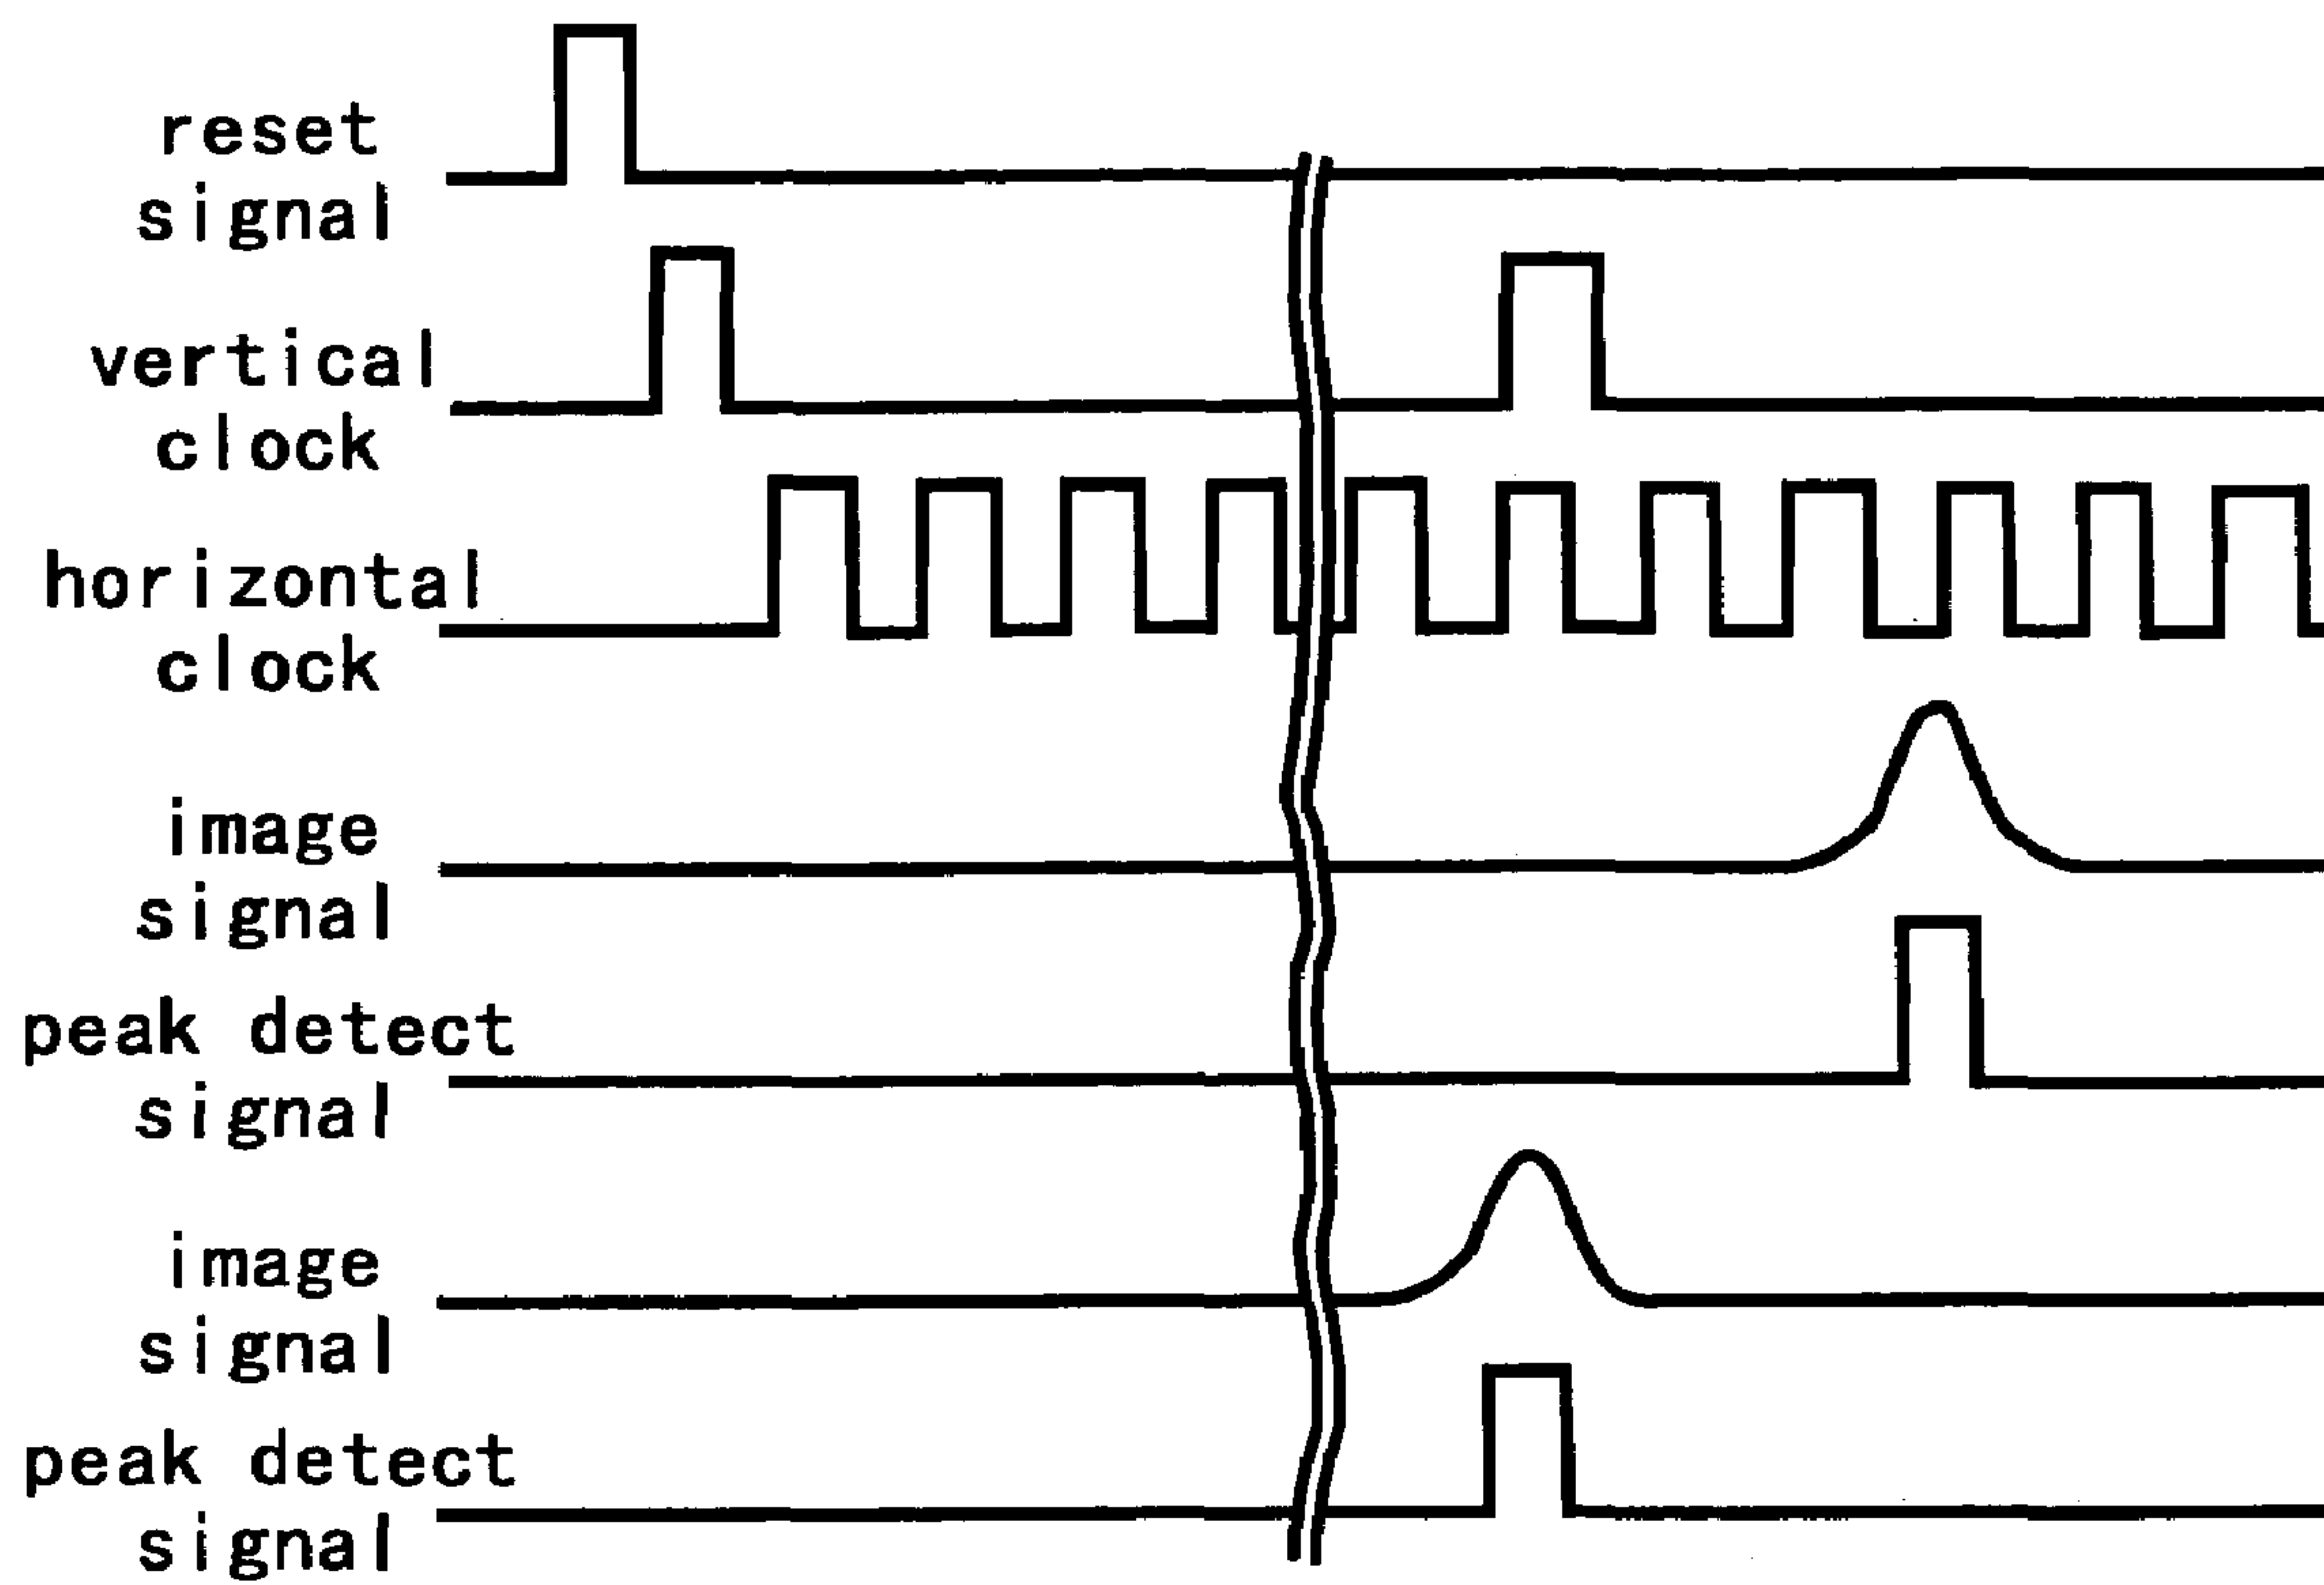 reset
signal
vertical
clock
horizontal
clock
image
signal
peak detect
signal
image
signal
peak detect
signal